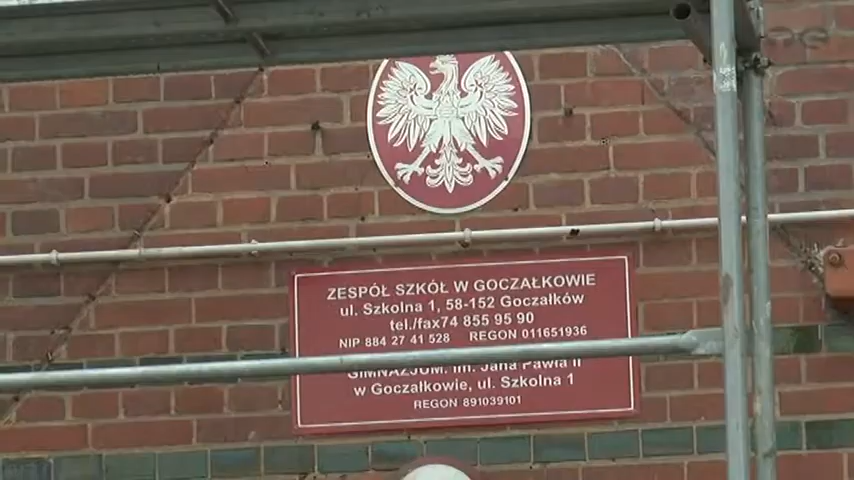 ZESPÓŁ SZKÓŁ W GOCZAŁKOWIE
ul. Szkolna 1, 58-152 GOCZAŁKÓW
tel./fax74 855 95 90
NIP 884 27 41 528 REGON 011651936
GIMNAZJUM. im. Jana Pawła II
w Goczałkowie, ul. Szkolna 1
REGON 891039101